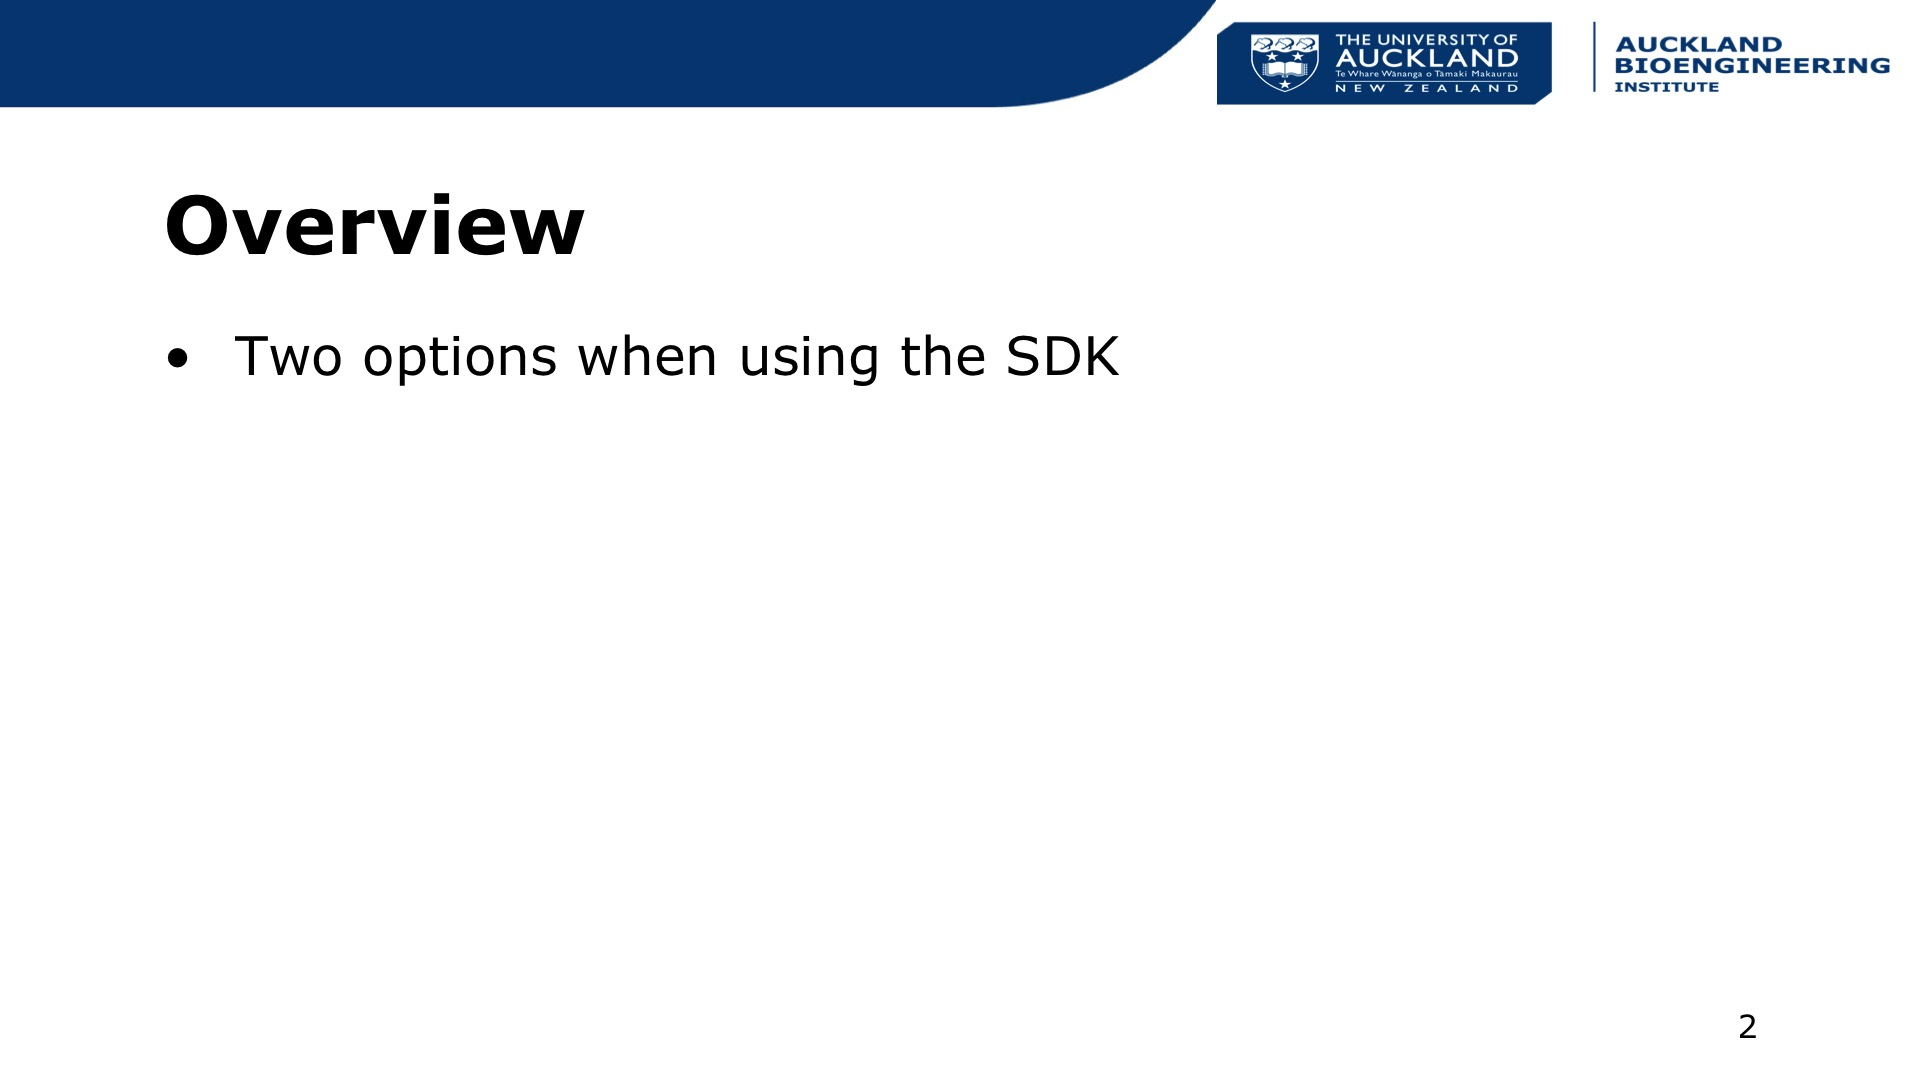 THE UNIVERSITY OF
AUCKLAND
Te Whare Wānanga o Tāmaki Makaurau
NEW ZEALAND
AUCKLAND
BIOENGINEERING
INSTITUTE
Overview
• Two options when using the SDK
2